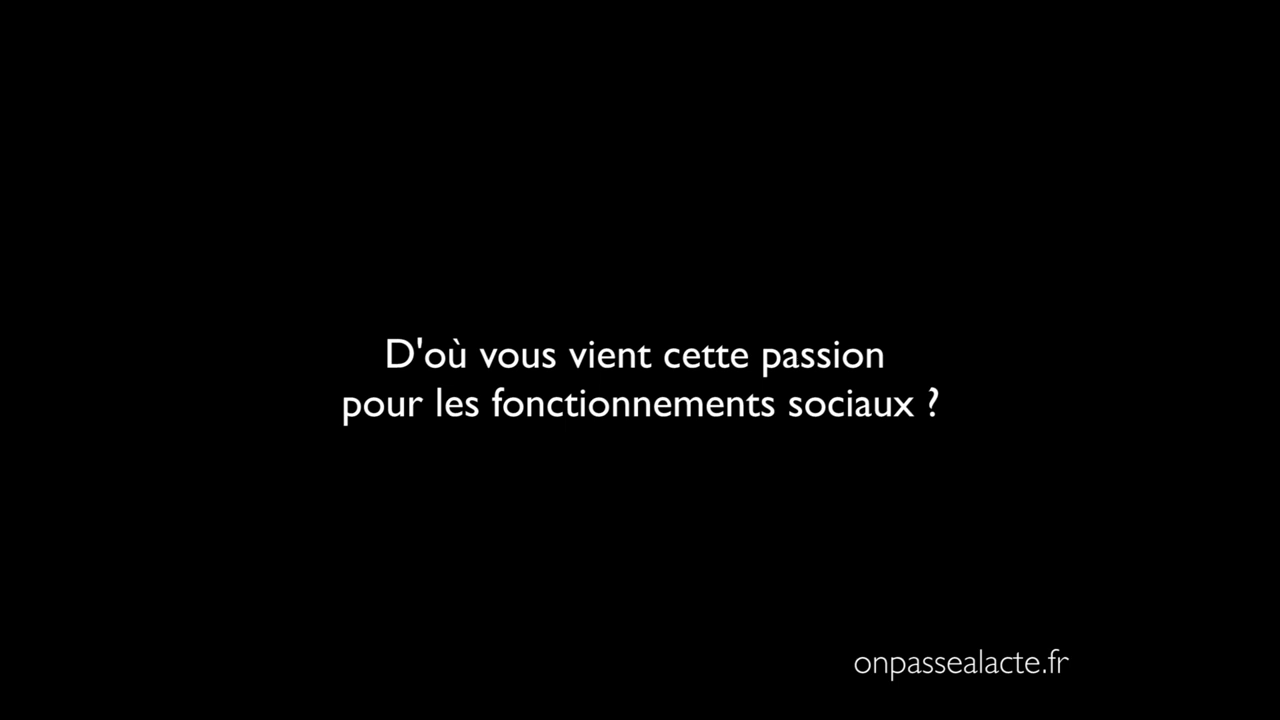 D'où vous vient cette passion
pour les fonctionnements sociaux ?
onpassealacte.fr